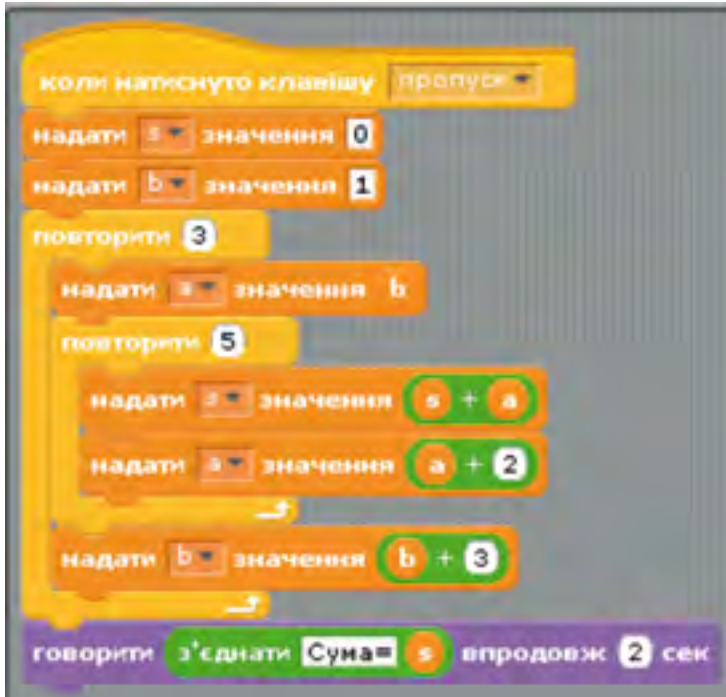 коли натиснуто клавішу пропуск
надати s значення 0
надати b значення 1
повторити 3
надати a значення b
повторити 5
надати s значення s + a
надати a значення a + 2
надати b значення b + 3
говорити з'єднати Сума= s впродовж 2 сек